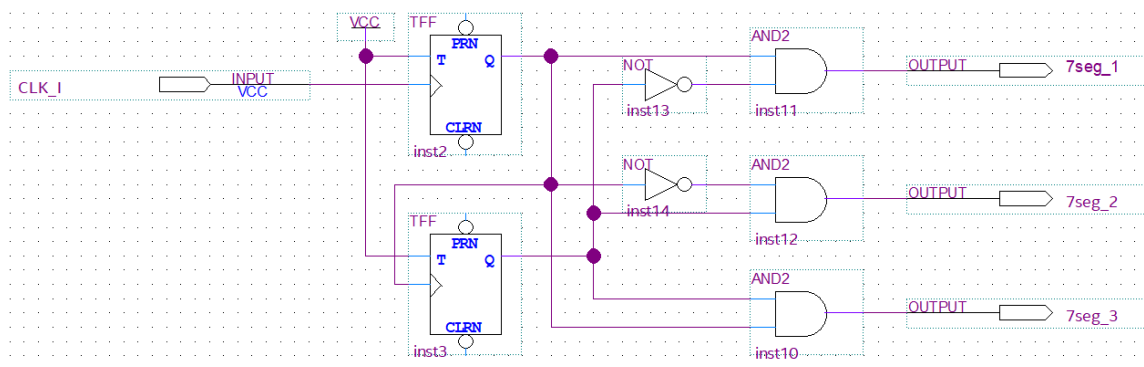 VCC
TFF
PRN
T
Q
CLRN
inst2
CLK_I
INPUT
VCC
NOT
inst13
AND2
inst11
OUTPUT
7seg_1
NOT
inst14
AND2
inst12
OUTPUT
7seg_2
TFF
PRN
T
Q
CLRN
inst3
AND2
inst10
OUTPUT
7seg_3